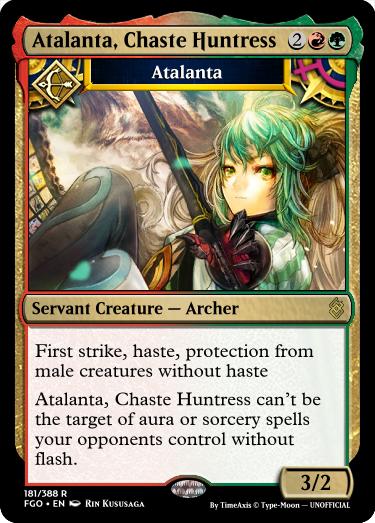 Atalanta, Chaste Huntress 2
Atalanta
Servant Creature — Archer
First strike, haste, protection from
male creatures without haste
Atalanta, Chaste Huntress can't be
the target of aura or sorcery spells
your opponents control without
flash.
3/2
181/388 R
FGO • EN Rin Kususaga
By TimeAxis © Type-Moon — UNOFFICIAL